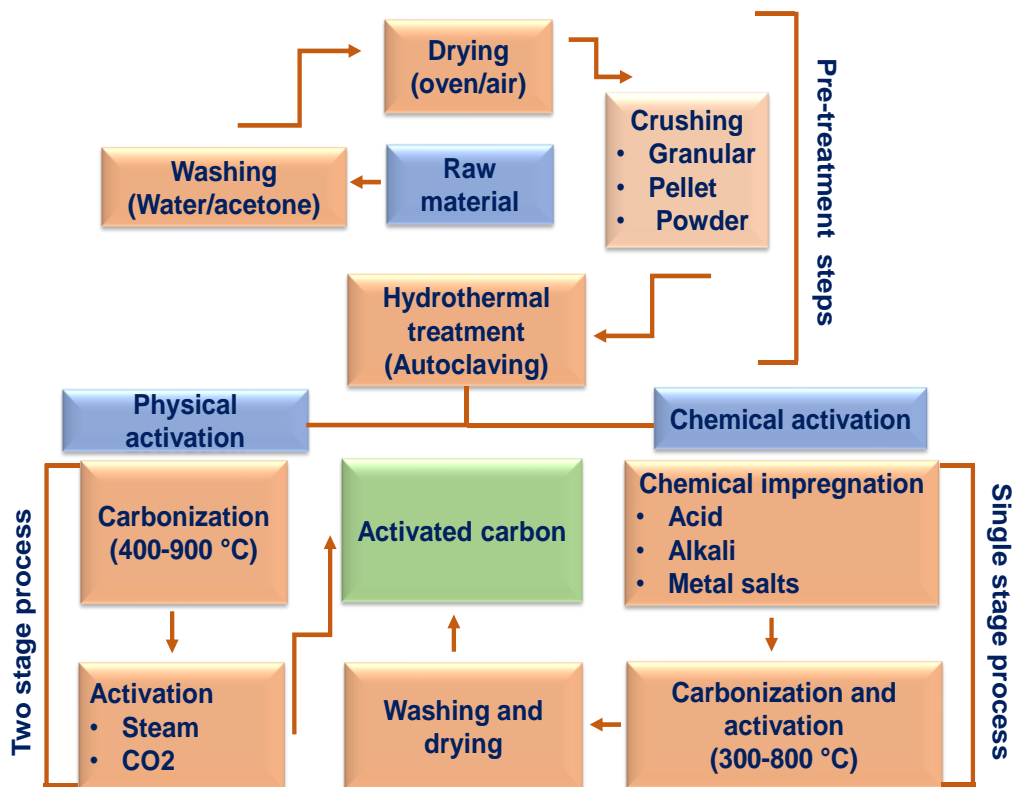 Drying
(oven/air)
Crushing
• Granular
• Pellet
• Powder
Washing
(Water/acetone)
Raw
material
Pre-treatment steps
Hydrothermal
treatment
(Autoclaving)
Physical
activation
Chemical activation
Two stage process
Carbonization
(400-900 °C)
Activated carbon
Chemical impregnation
• Acid
• Alkali
• Metal salts
Single stage process
Activation
• Steam
• CO2
Washing and
drying
Carbonization and
activation
(300-800 °C)